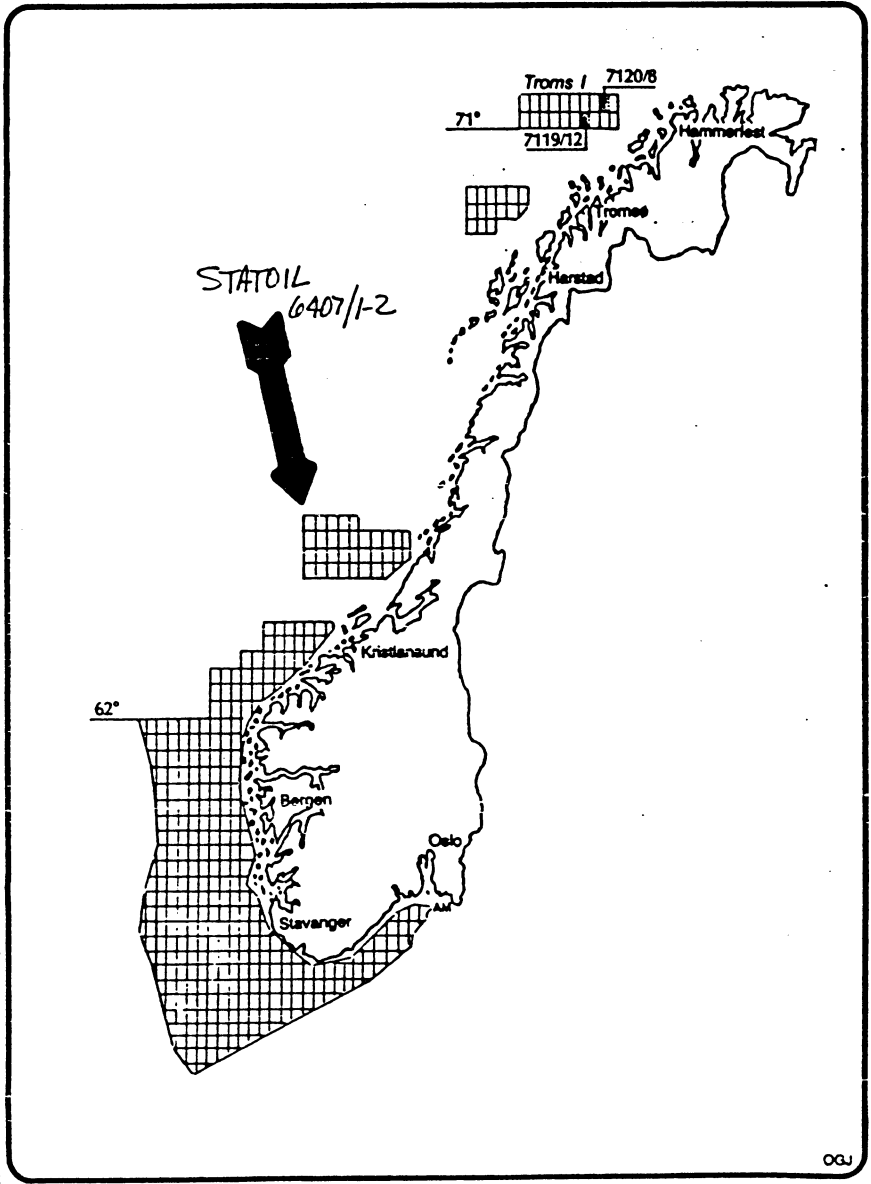 7120/8
Troms I
71°
7119/12
Hammerfest
Tromsø
Harstad
STATOIL
6407/1-2
Kristiansund
62°
Bergen
Oslo
AM
Stavanger
OGJ